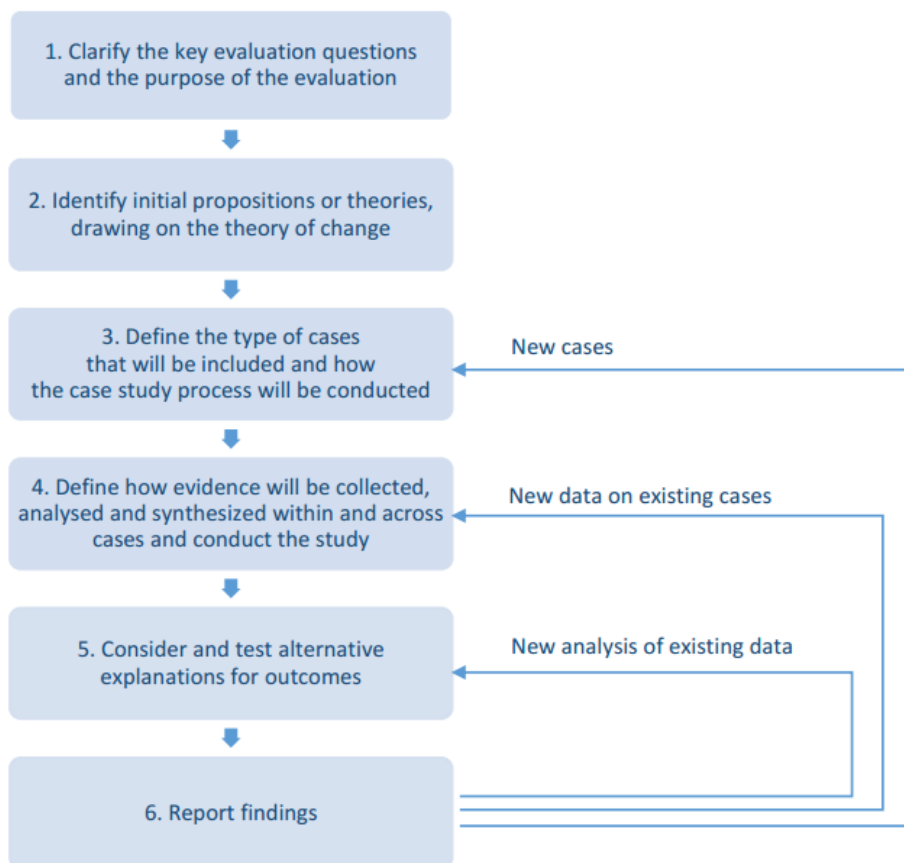 1. Clarify the key evaluation questions
and the purpose of the evaluation
2. Identify initial propositions or theories,
drawing on the theory of change
3. Define the type of cases
that will be included and how
the case study process will be conducted
New cases
4. Define how evidence will be collected,
analysed and synthesized within and across
cases and conduct the study
New data on existing cases
5. Consider and test alternative
explanations for outcomes
New analysis of existing data
6. Report findings